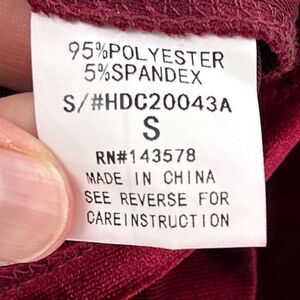 95%POLYESTER
5%SPANDEX
S/#HDC20043A
S
RN#143578
MADE IN CHINA
SEE REVERSE FOR
CAREINSTRUCTION